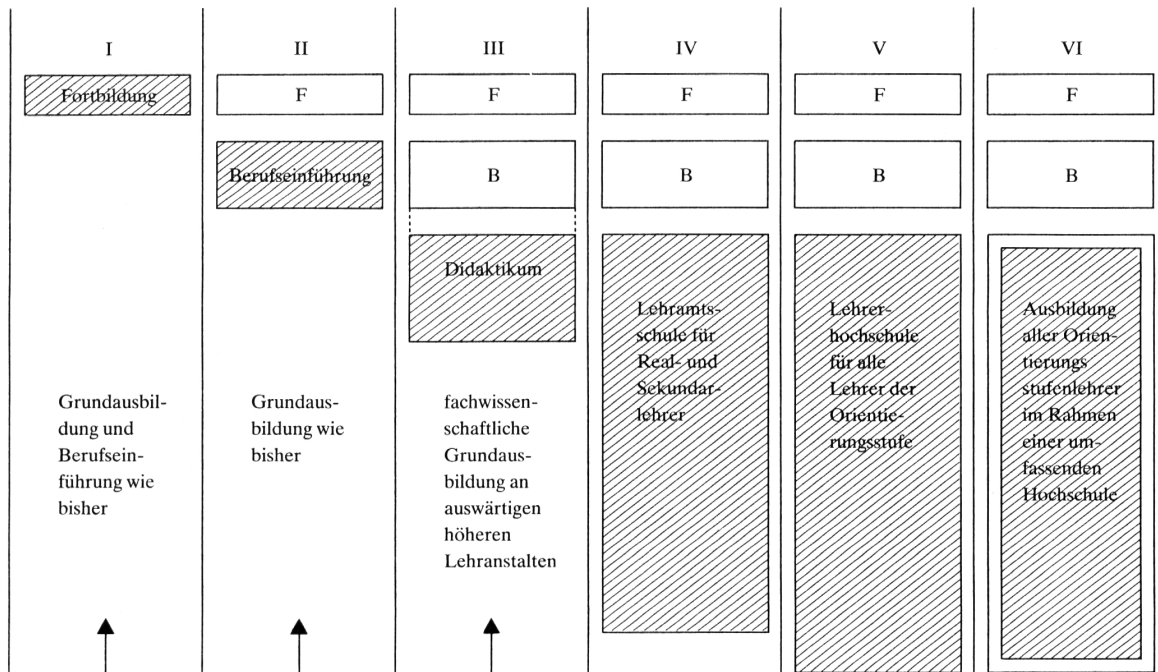 I
Fortbildung
Grundausbil-
dung und
Berufsein-
führung wie
bisher
II
F
Berufseinführung
Grundaus-
bildung wie
bisher
III
F
B
Didaktikum
fachwissen-
schaftliche
Grundaus-
bildung an
auswärtigen
höheren
Lehranstalten
IV
F
B
Lehramts-
schule für
Real- und
Sekundar-
lehrer
V
F
B
Lehrer-
hochschule
für alle
Lehrer der
Orientie-
rungsstufe
VI
F
B
Ausbildung
aller Orien-
tierungs
stufenlehrer
im Rahmen
einer um-
fassenden
Hochschule